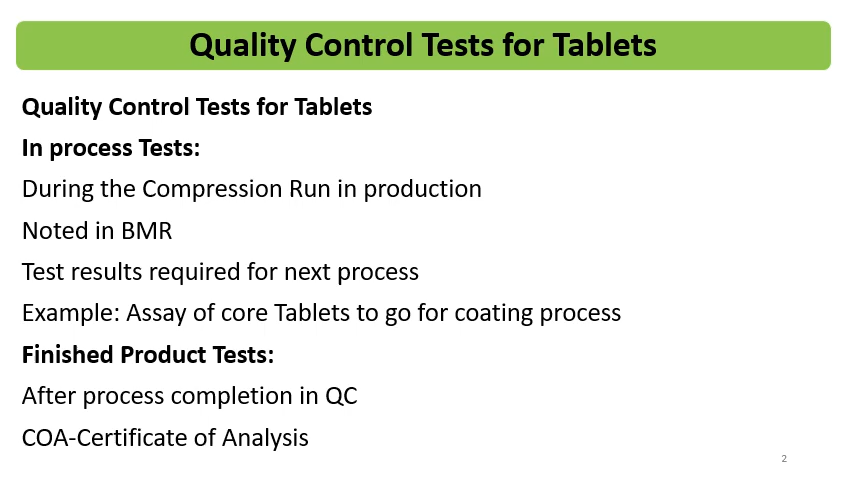 Quality Control Tests for Tablets
Quality Control Tests for Tablets
In process Tests:
During the Compression Run in production
Noted in BMR
Test results required for next process
Example: Assay of core Tablets to go for coating process
Finished Product Tests:
After process completion in QC
COA-Certificate of Analysis
2